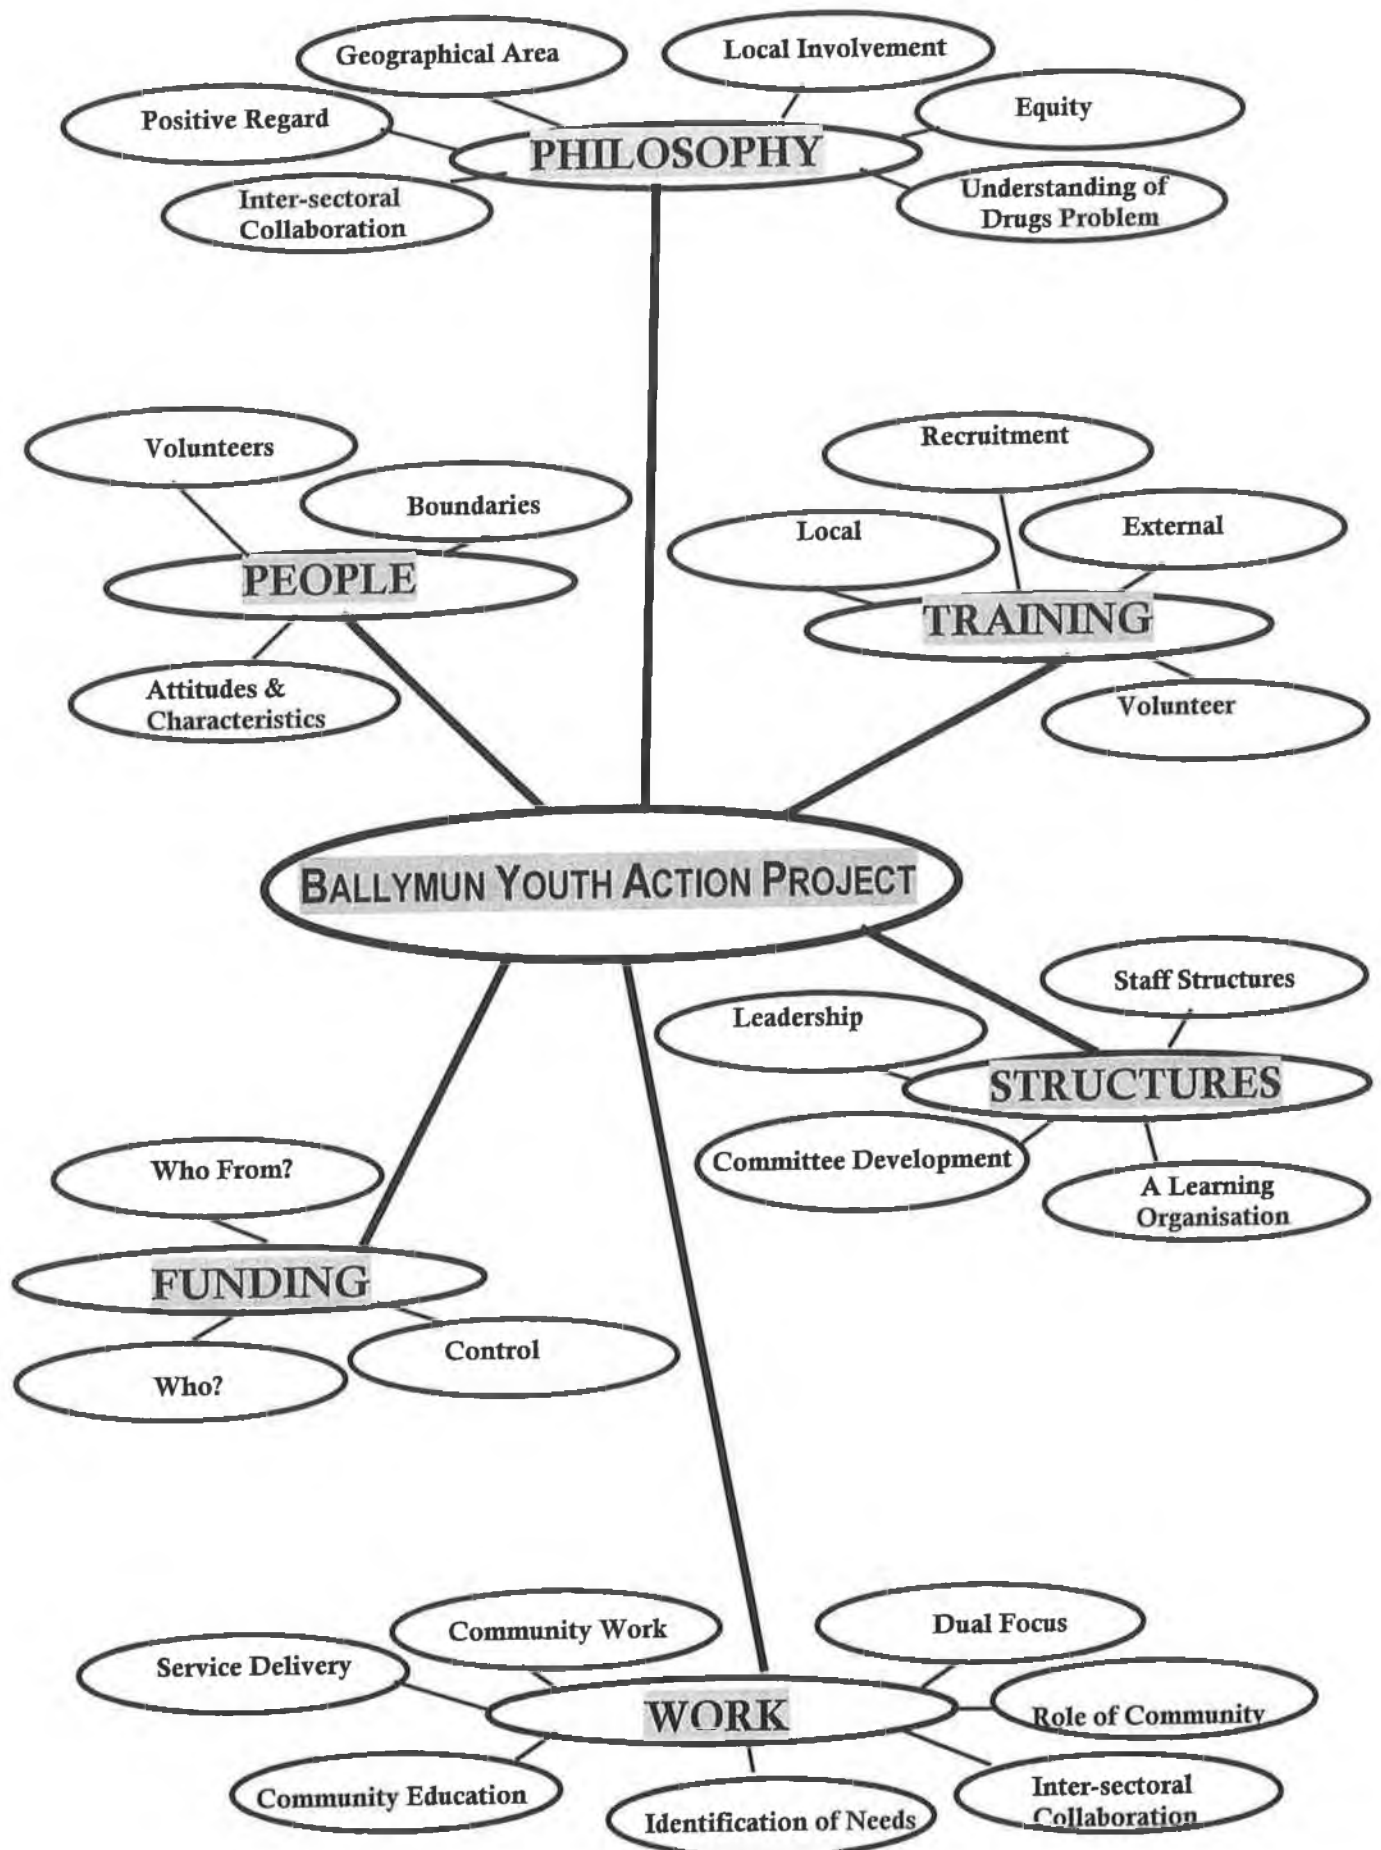 Geographical Area
Local Involvement
Positive Regard
Equity
PHILOSOPHY
Inter-sectoral
Collaboration
Understanding of
Drugs Problem
Volunteers
Boundaries
PEOPLE
Attitudes &
Characteristics
Recruitment
Local
External
TRAINING
Volunteer
BALLYMUN YOUTH ACTION PROJECT
Staff Structures
Leadership
STRUCTURES
Committee Development
A Learning
Organisation
Who From?
FUNDING
Control
Who?
Community Work
Dual Focus
Service Delivery
WORK
Role of Community
Community Education
Identification of Needs
Inter-sectoral
Collaboration